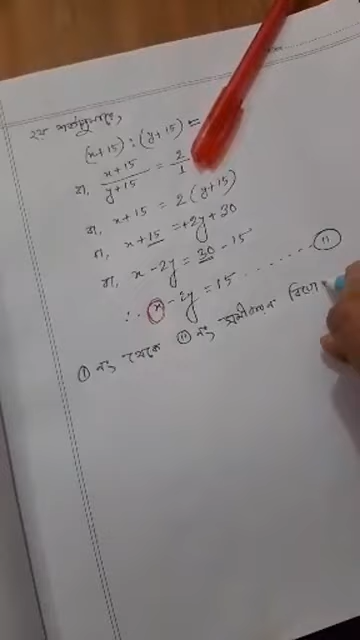 ২য় শর্তানুসারে,
(x+15) : (y+15) =
বা, x+15/y+15 = 2/1
বা, x+15 = 2(y+15)
বা, x+15 = +2y+30
বা, x-2y = 30-15
∴ x-2y = 15 ........ (ii)
(i) নং থেকে (ii) নং সমীকরণ বিয়োগ